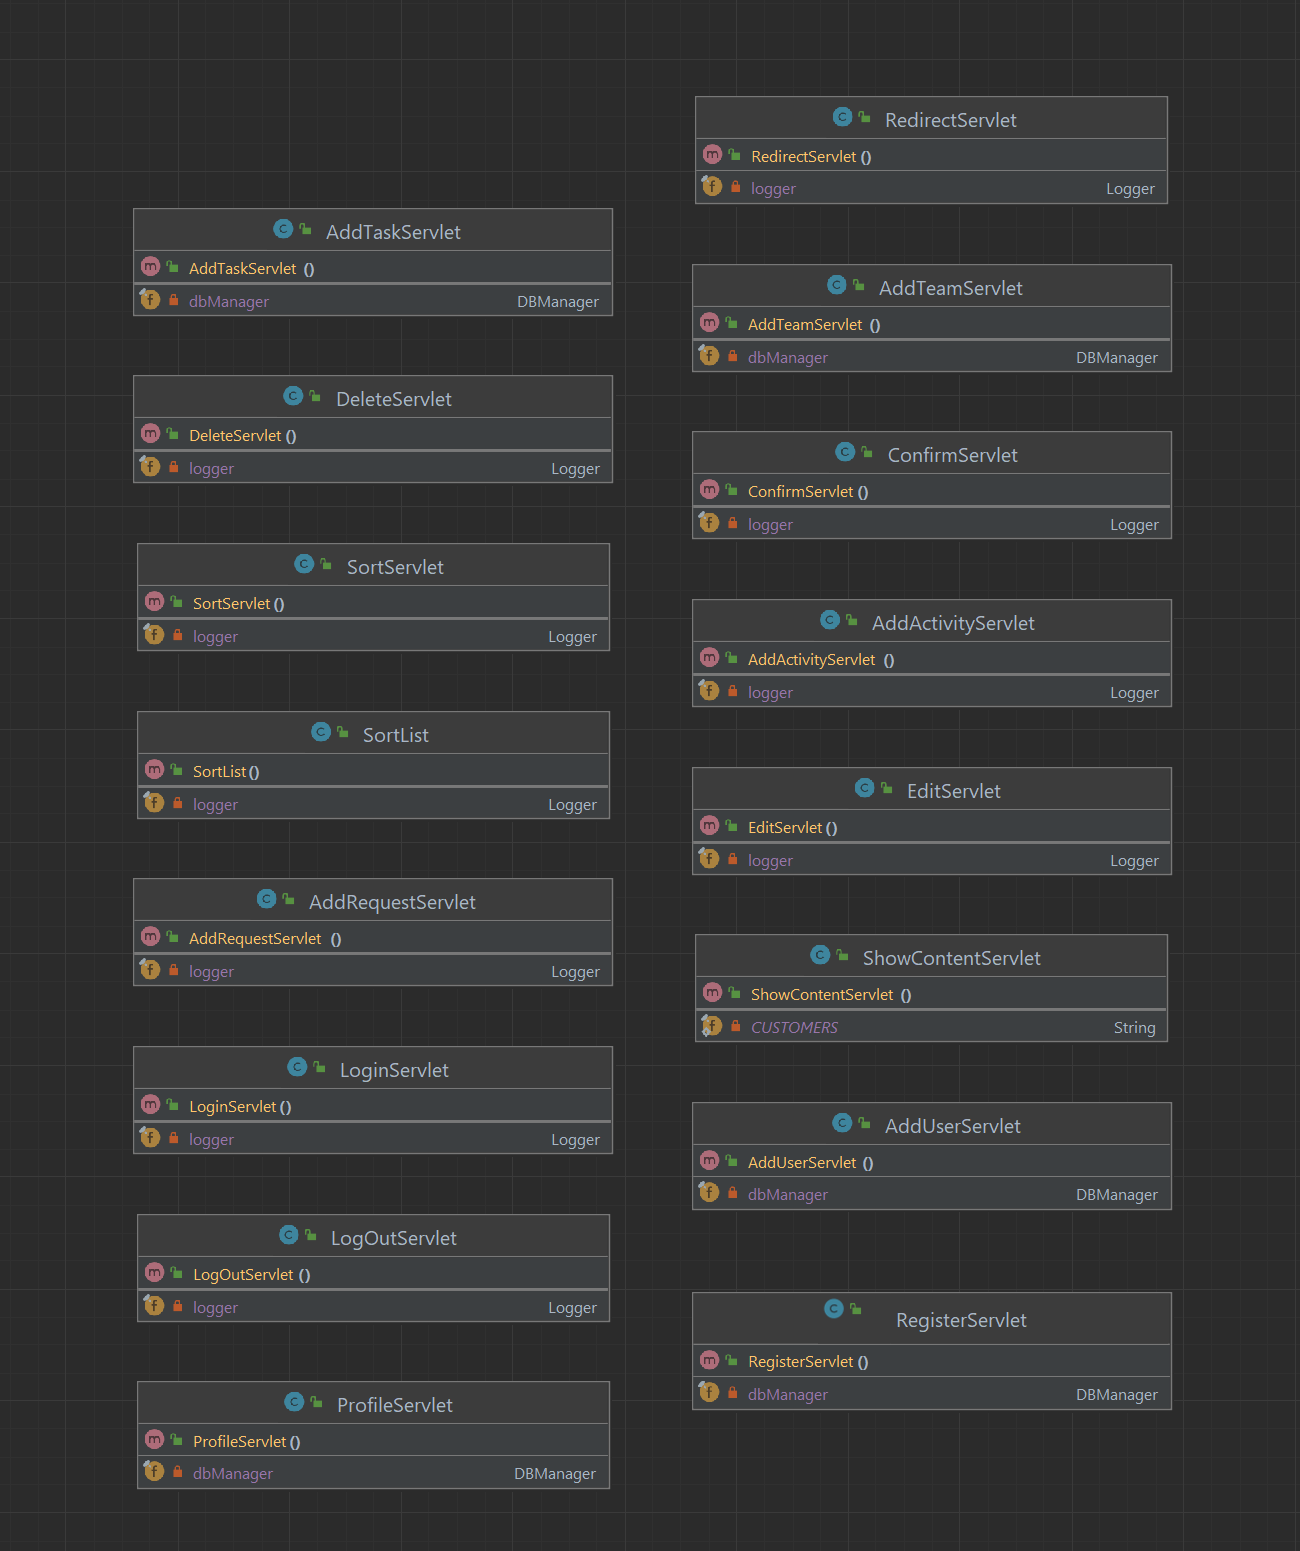 AddTaskServlet
AddTaskServlet ()
dbManager DBManager
DeleteServlet
DeleteServlet ()
logger Logger
SortServlet
SortServlet ()
logger Logger
SortList
SortList ()
logger Logger
AddRequestServlet
AddRequestServlet ()
logger Logger
LoginServlet
LoginServlet ()
logger Logger
LogOutServlet
LogOutServlet ()
logger Logger
ProfileServlet
ProfileServlet ()
dbManager DBManager
RedirectServlet
RedirectServlet ()
logger Logger
AddTeamServlet
AddTeamServlet ()
dbManager DBManager
ConfirmServlet
ConfirmServlet ()
logger Logger
AddActivityServlet
AddActivityServlet ()
logger Logger
EditServlet
EditServlet ()
logger Logger
ShowContentServlet
ShowContentServlet ()
CUSTOMERS String
AddUserServlet
AddUserServlet ()
dbManager DBManager
RegisterServlet
RegisterServlet ()
dbManager DBManager